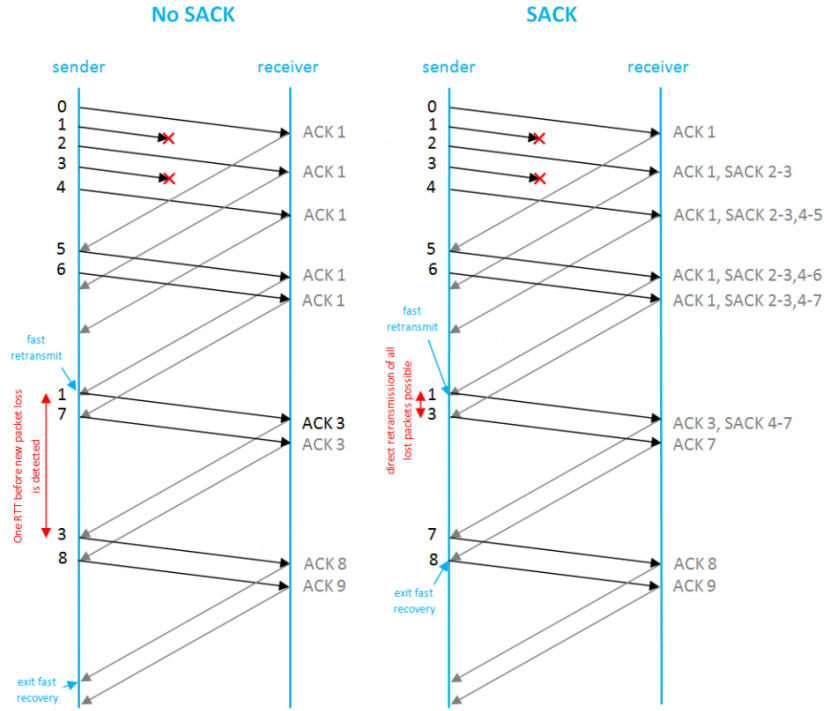 No SACK
sender
receiver
0
1
2
3
4
5
6
1
7
3
8
ACK 1
ACK 1
ACK 1
ACK 1
ACK 1
ACK 3
ACK 3
ACK 8
ACK 9
fast
retransmit
One RTT before new packet loss
is detected
exit fast
recovery
SACK
sender
receiver
0
1
2
3
4
5
6
1
3
7
8
ACK 1
ACK 1, SACK 2-3
ACK 1, SACK 2-3,4-5
ACK 1, SACK 2-3,4-6
ACK 1, SACK 2-3,4-7
ACK 3, SACK 4-7
ACK 7
ACK 8
ACK 9
fast
retransmit
direct retransmission of all
lost packets possible
exit fast
recovery